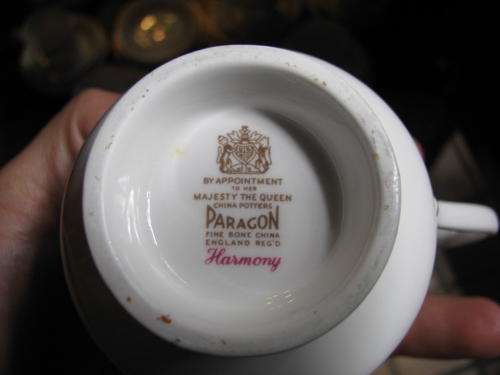 BY APPOINTMENT
TO HER
MAJESTY THE QUEEN
CHINA POTTERS
PARAGON
FINE BONE CHINA
ENGLAND REG'D
Harmony